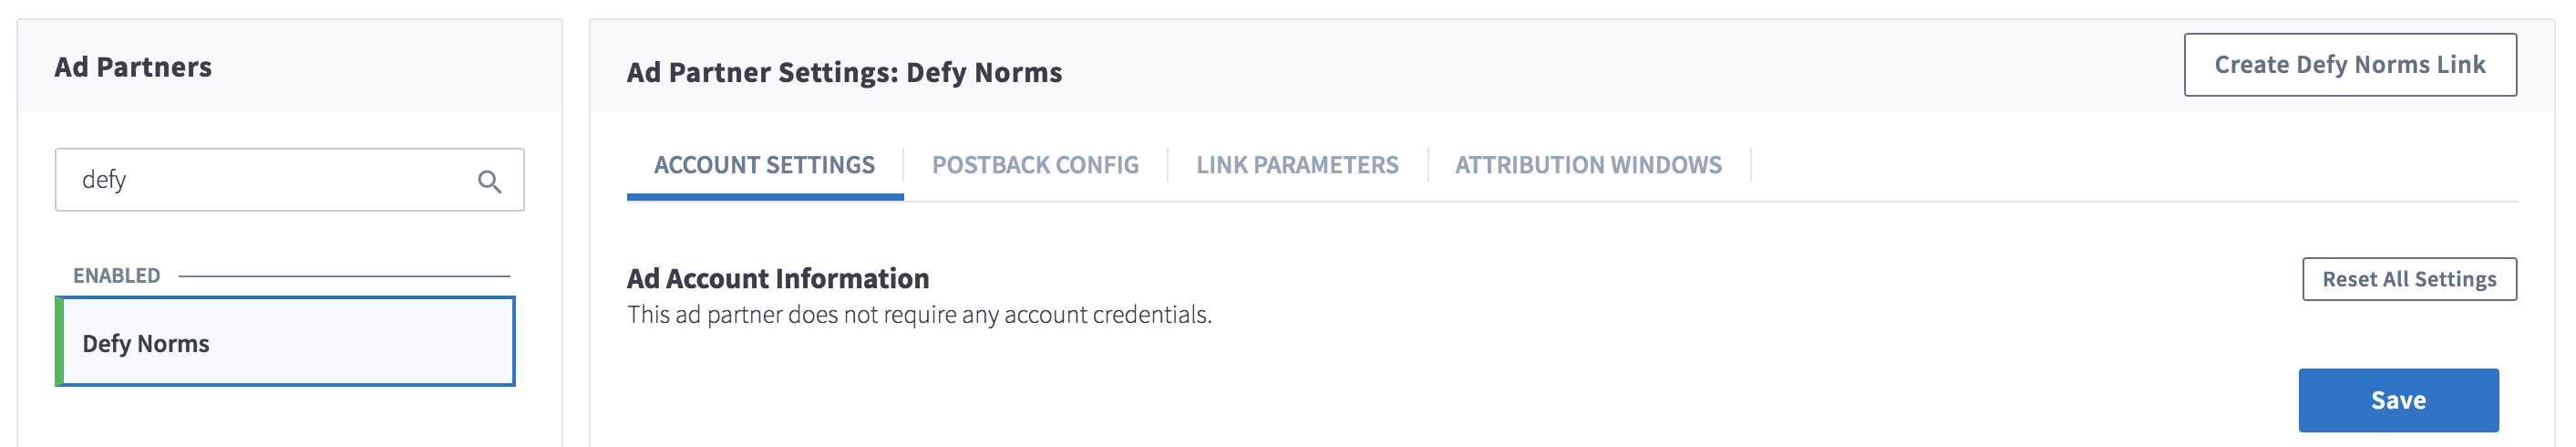 Ad Partners
defy
ENABLED
Defy Norms
Ad Partner Settings: Defy Norms
Create Defy Norms Link
ACCOUNT SETTINGS
POSTBACK CONFIG
LINK PARAMETERS
ATTRIBUTION WINDOWS
Ad Account Information
Reset All Settings
This ad partner does not require any account credentials.
Save